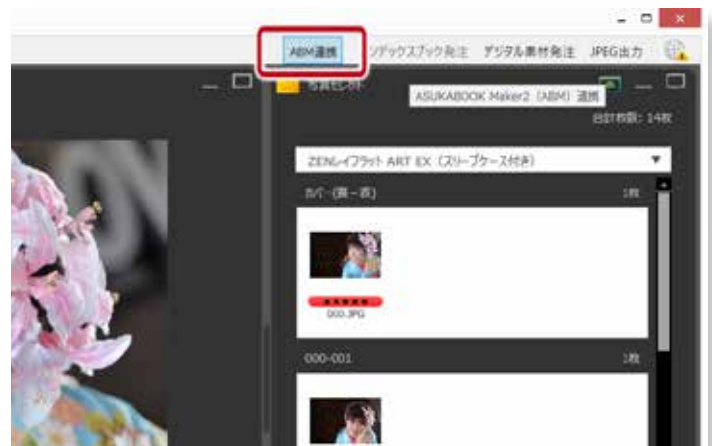 ABM連携
ンデックスブック発注
デジタル素材発注
JPEG出力
写真セレクト
ASUKABOOK Maker2（ABM）連携
合計枚数: 14枚
ZENレイフラット ART EX（スリーブケース付き）
カバー(裏－表)
1枚
000.JPG
000-001
1枚